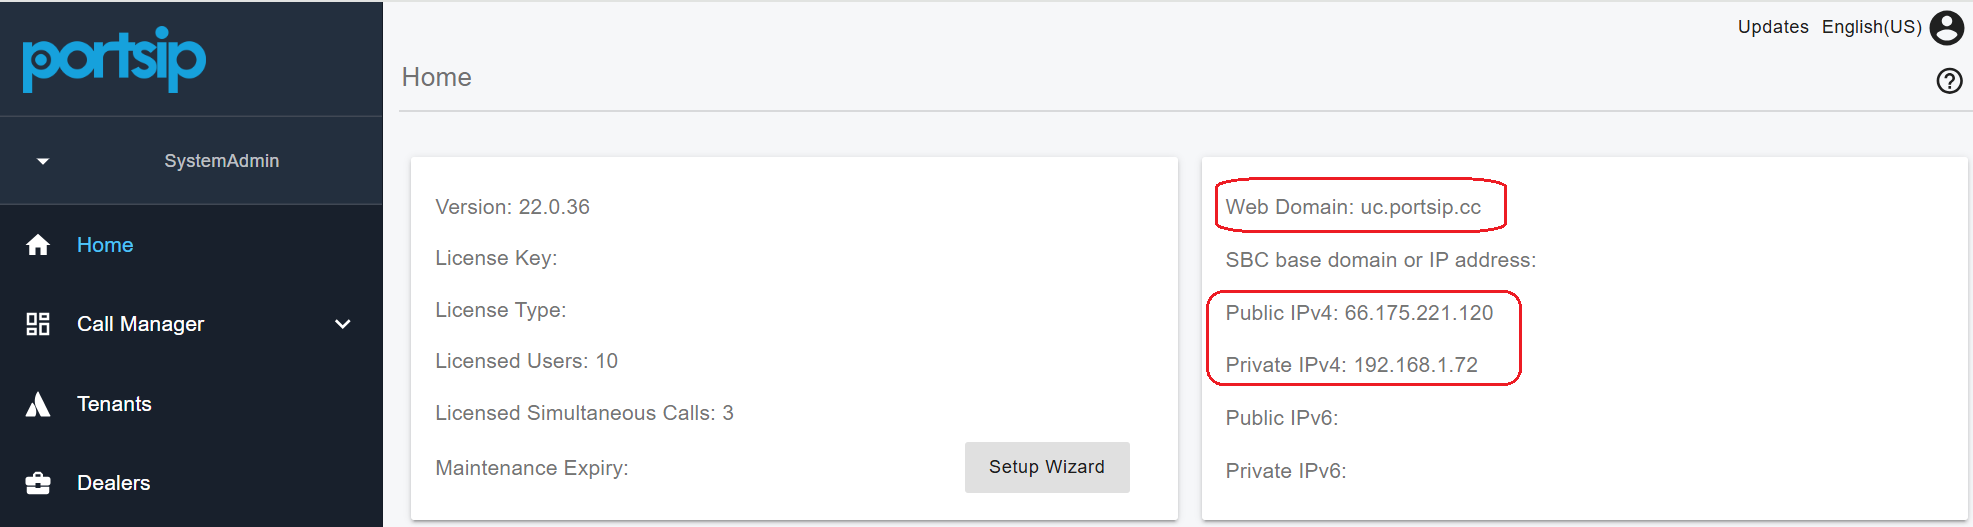 portsip
Updates English(US)
Home
SystemAdmin
Home
Call Manager
Tenants
Dealers
Version: 22.0.36
License Key:
License Type:
Licensed Users: 10
Licensed Simultaneous Calls: 3
Maintenance Expiry:
Setup Wizard
Web Domain: uc.portsip.cc
SBC base domain or IP address:
Public IPv4: 66.175.221.120
Private IPv4: 192.168.1.72
Public IPv6:
Private IPv6: